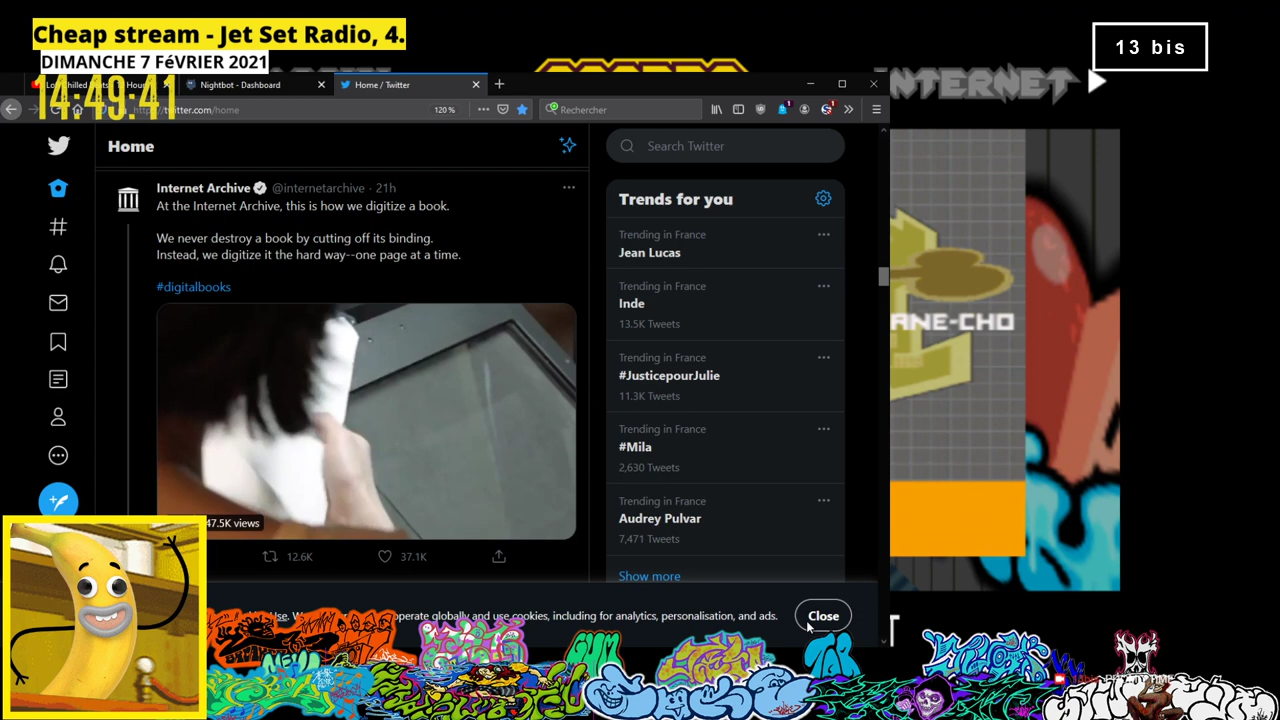 Cheap stream - Jet Set Radio, 4.
DIMANCHE 7 FéVRIER 2021
14:49:41
13 bis
INTERNET
Nightbot - Dashboard
Home / Twitter
twitter.com/home
120 %
Rechercher
Home
Search Twitter
Internet Archive @internetarchive · 21h
At the Internet Archive, this is how we digitize a book.
We never destroy a book by cutting off its binding.
Instead, we digitize it the hard way--one page at a time.
#digitalbooks
47.5K views
12.6K
37.1K
Trends for you
Trending in France
Jean Lucas
Trending in France
Inde
13.5K Tweets
Trending in France
#JusticepourJulie
11.3K Tweets
Trending in France
#Mila
2,630 Tweets
Trending in France
Audrey Pulvar
7,471 Tweets
Show more
ANE-CHO
operate globally and use cookies, including for analytics, personalisation, and ads.
Close
GUM